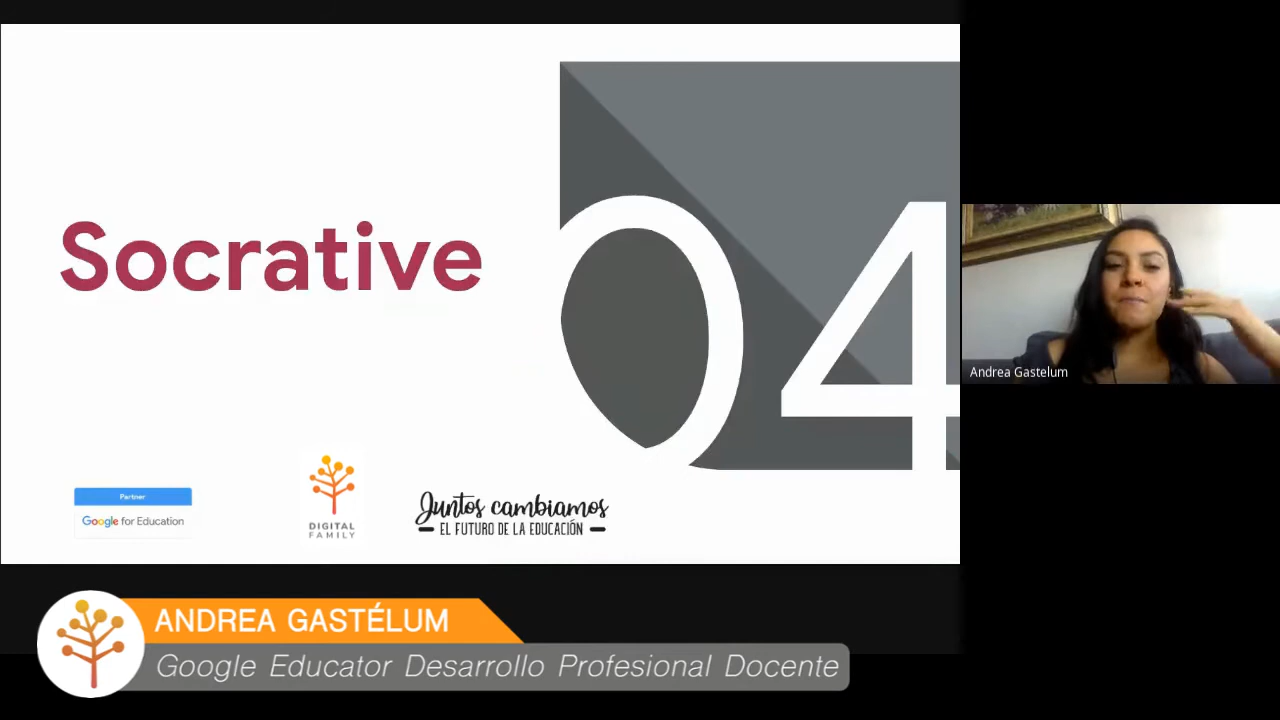 Socrative
04
Partner
Google for Education
DIGITAL
FAMILY
Juntos cambiamos
EL FUTURO DE LA EDUCACIÓN
Andrea Gastelum
ANDREA GASTÉLUM
Google Educator Desarrollo Profesional Docente